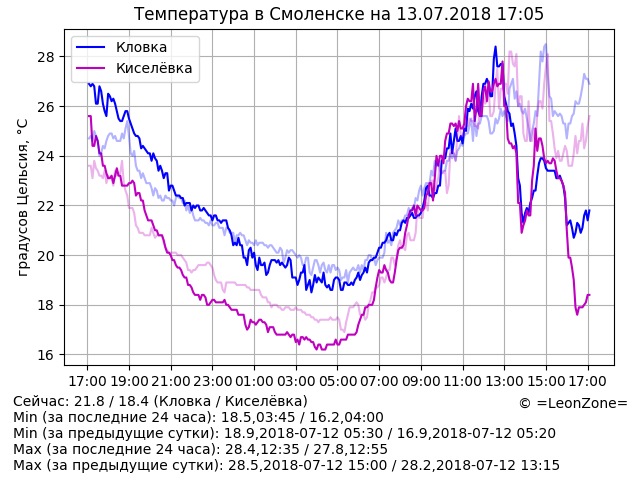 Температура в Смоленске на 13.07.2018 17:05
Кловка
Киселёвка
градусов Цельсия, °C
28
26
24
22
20
18
16
17:00 19:00 21:00 23:00 01:00 03:00 05:00 07:00 09:00 11:00 13:00 15:00 17:00
Сейчас: 21.8 / 18.4 (Кловка / Киселёвка)
© =LeonZone=
Min (за последние 24 часа): 18.5,03:45 / 16.2,04:00
Min (за предыдущие сутки): 18.9,2018-07-12 05:30 / 16.9,2018-07-12 05:20
Max (за последние 24 часа): 28.4,12:35 / 27.8,12:55
Max (за предыдущие сутки): 28.5,2018-07-12 15:00 / 28.2,2018-07-12 13:15